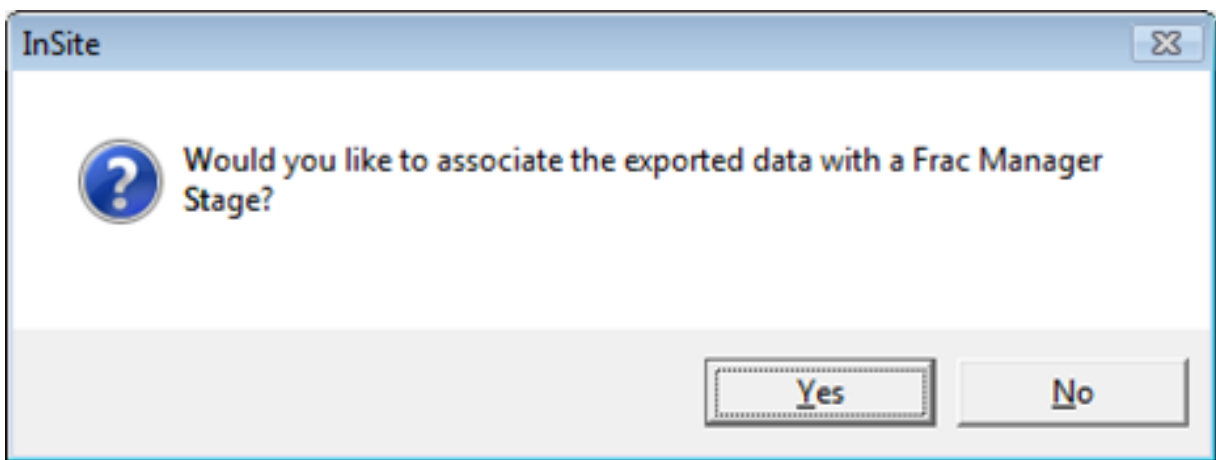 InSite
Would you like to associate the exported data with a Frac Manager
Stage?
Yes
No